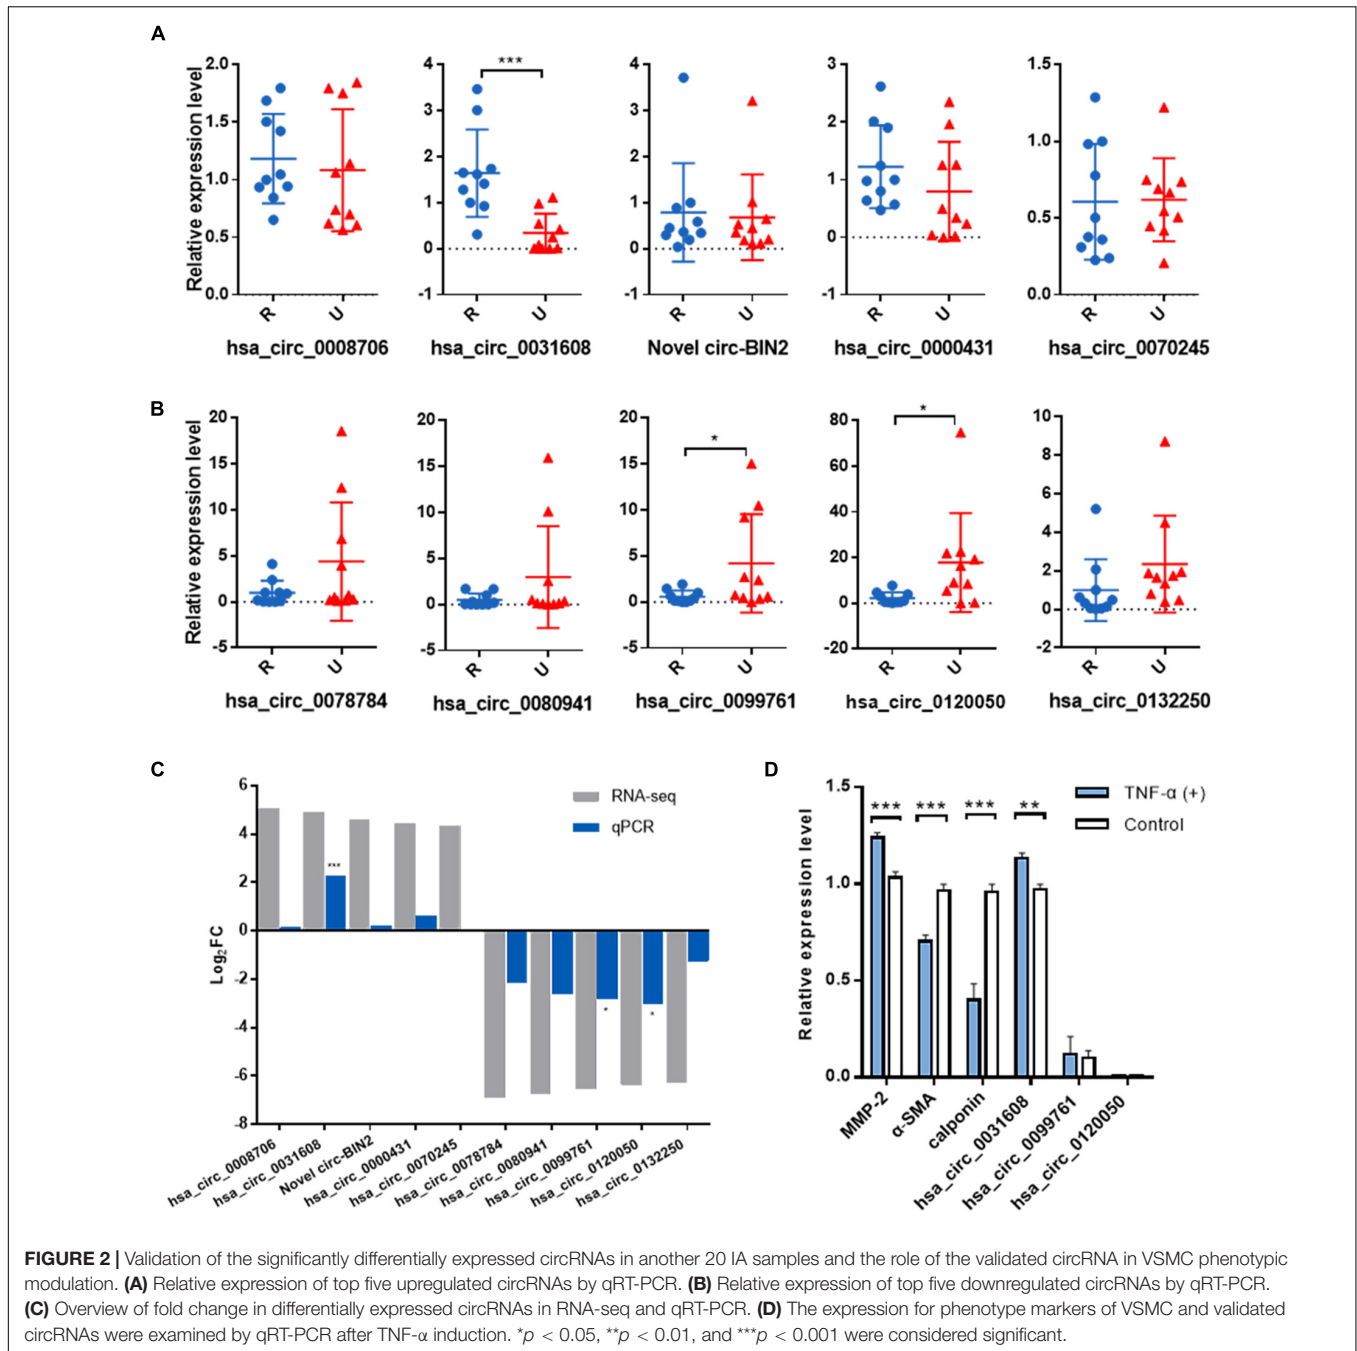 A
Relative expression level
2.0
1.5
1.0
0.5
0.0
R
U
hsa_circ_0008706
4
3
2
1
0
-1
***
R
U
hsa_circ_0031608
4
3
2
1
0
-1
R
U
Novel circ-BIN2
3
2
1
0
-1
R
U
hsa_circ_0000431
1.5
1.0
0.5
0.0
R
U
hsa_circ_0070245
B
Relative expression level
20
15
10
5
0
-5
R
U
hsa_circ_0078784
20
15
10
5
0
-5
R
U
hsa_circ_0080941
20
15
10
5
0
-5
*
R
U
hsa_circ_0099761
80
60
40
20
0
-20
*
R
U
hsa_circ_0120050
10
8
6
4
2
0
-2
R
U
hsa_circ_0132250
C
Log2FC
6
4
2
0
-2
-4
-6
-8
RNA-seq
qPCR
***
*
*
hsa_circ_0008706
hsa_circ_0031608
Novel circ-BIN2
hsa_circ_0000431
hsa_circ_0070245
hsa_circ_0078784
hsa_circ_0080941
hsa_circ_0099761
hsa_circ_0120050
hsa_circ_0132250
D
Relative expression level
1.5
1.0
0.5
0.0
*** *** *** **
TNF-α (+)
Control
MMP-2
α-SMA
calponin
hsa_circ_0031608
hsa_circ_0099761
hsa_circ_0120050
FIGURE 2 | Validation of the significantly differentially expressed circRNAs in another 20 IA samples and the role of the validated circRNA in VSMC phenotypic
modulation. (A) Relative expression of top five upregulated circRNAs by qRT-PCR. (B) Relative expression of top five downregulated circRNAs by qRT-PCR.
(C) Overview of fold change in differentially expressed circRNAs in RNA-seq and qRT-PCR. (D) The expression for phenotype markers of VSMC and validated
circRNAs were examined by qRT-PCR after TNF-α induction. *p < 0.05, **p < 0.01, and ***p < 0.001 were considered significant.